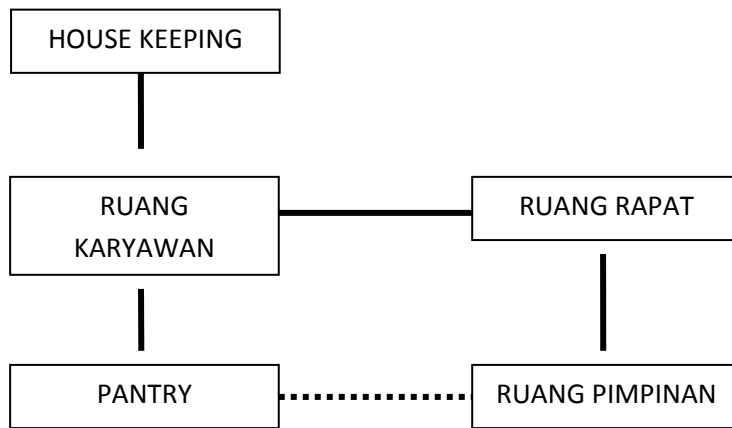 HOUSE KEEPING
RUANG
KARYAWAN
RUANG RAPAT
PANTRY
RUANG PIMPINAN